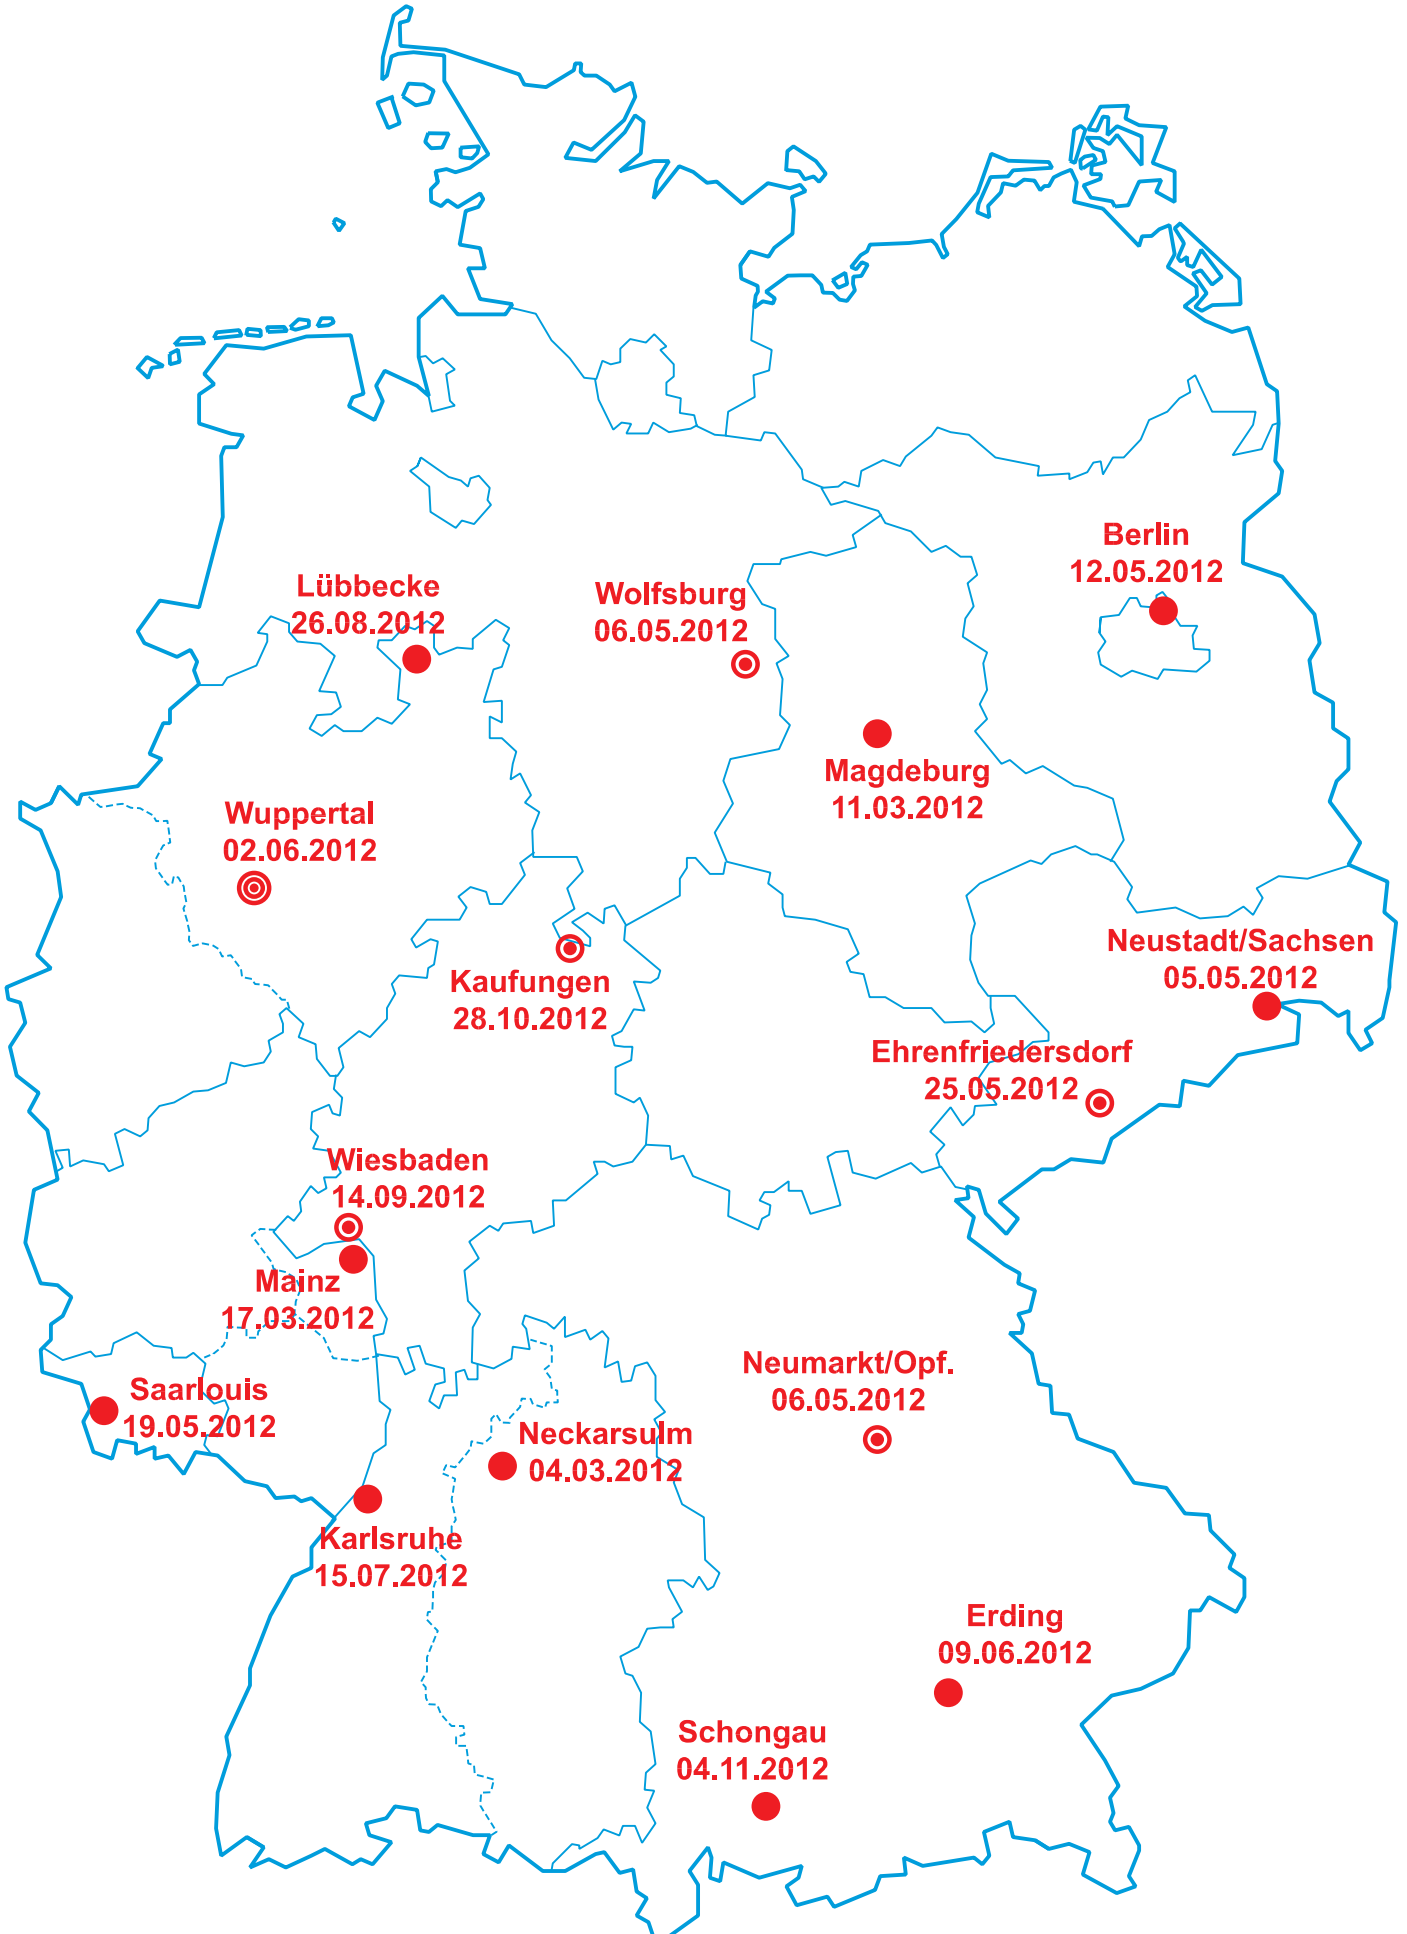 Berlin
12.05.2012
Lübbecke
26.08.2012
Wolfsburg
06.05.2012
Magdeburg
11.03.2012
Wuppertal
02.06.2012
Neustadt/Sachsen
05.05.2012
Kaufungen
28.10.2012
Ehrenfriedersdorf
25.05.2012
Wiesbaden
14.09.2012
Mainz
17.03.2012
Neumarkt/Opf.
06.05.2012
Saarlouis
19.05.2012
Neckarsulm
04.03.2012
Karlsruhe
15.07.2012
Erding
09.06.2012
Schongau
04.11.2012